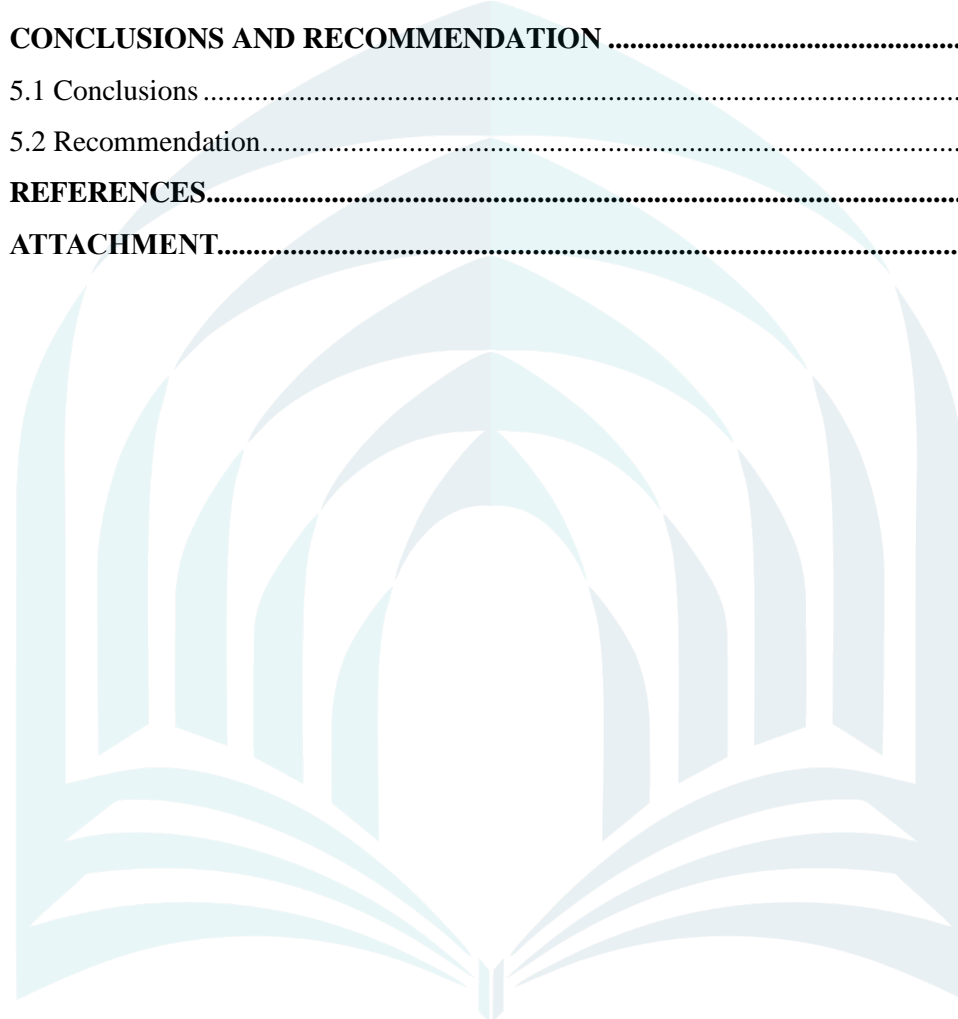 CONCLUSIONS AND RECOMMENDATION ................................................
5.1 Conclusions ....................................................................................................
5.2 Recommendation............................................................................................
REFERENCES....................................................................................................
ATTACHMENT...................................................................................................